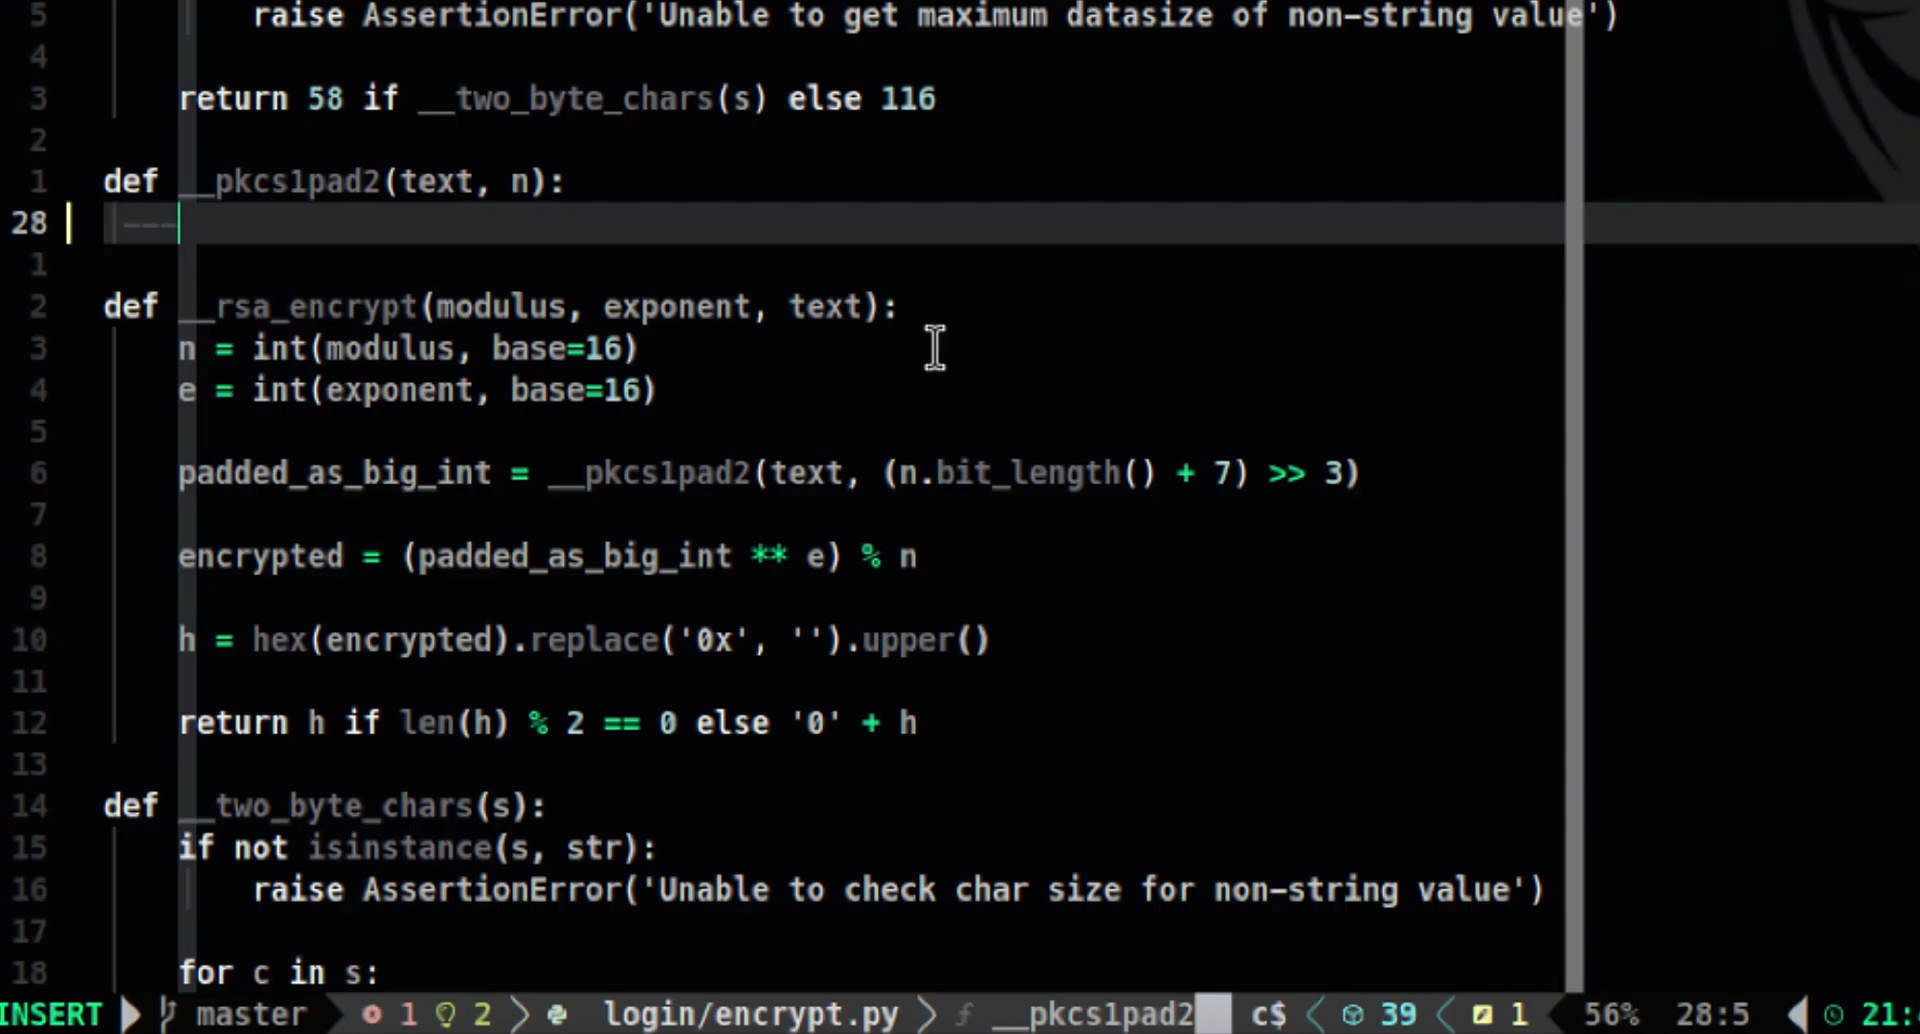 5 raise AssertionError('Unable to get maximum datasize of non-string value')
4
3 return 58 if __two_byte_chars(s) else 116
2
1 def __pkcs1pad2(text, n):
28
1
2 def __rsa_encrypt(modulus, exponent, text):
3 n = int(modulus, base=16)
4 e = int(exponent, base=16)
5
6 padded_as_big_int = __pkcs1pad2(text, (n.bit_length() + 7) >> 3)
7
8 encrypted = (padded_as_big_int ** e) % n
9
10 h = hex(encrypted).replace('0x', '').upper()
11
12 return h if len(h) % 2 == 0 else '0' + h
13
14 def __two_byte_chars(s):
15 if not isinstance(s, str):
16 raise AssertionError('Unable to check char size for non-string value')
17
18 for c in s:
INSERT master 1 2 login/encrypt.py f __pkcs1pad2 c$ 39 1 56% 28:5 21: